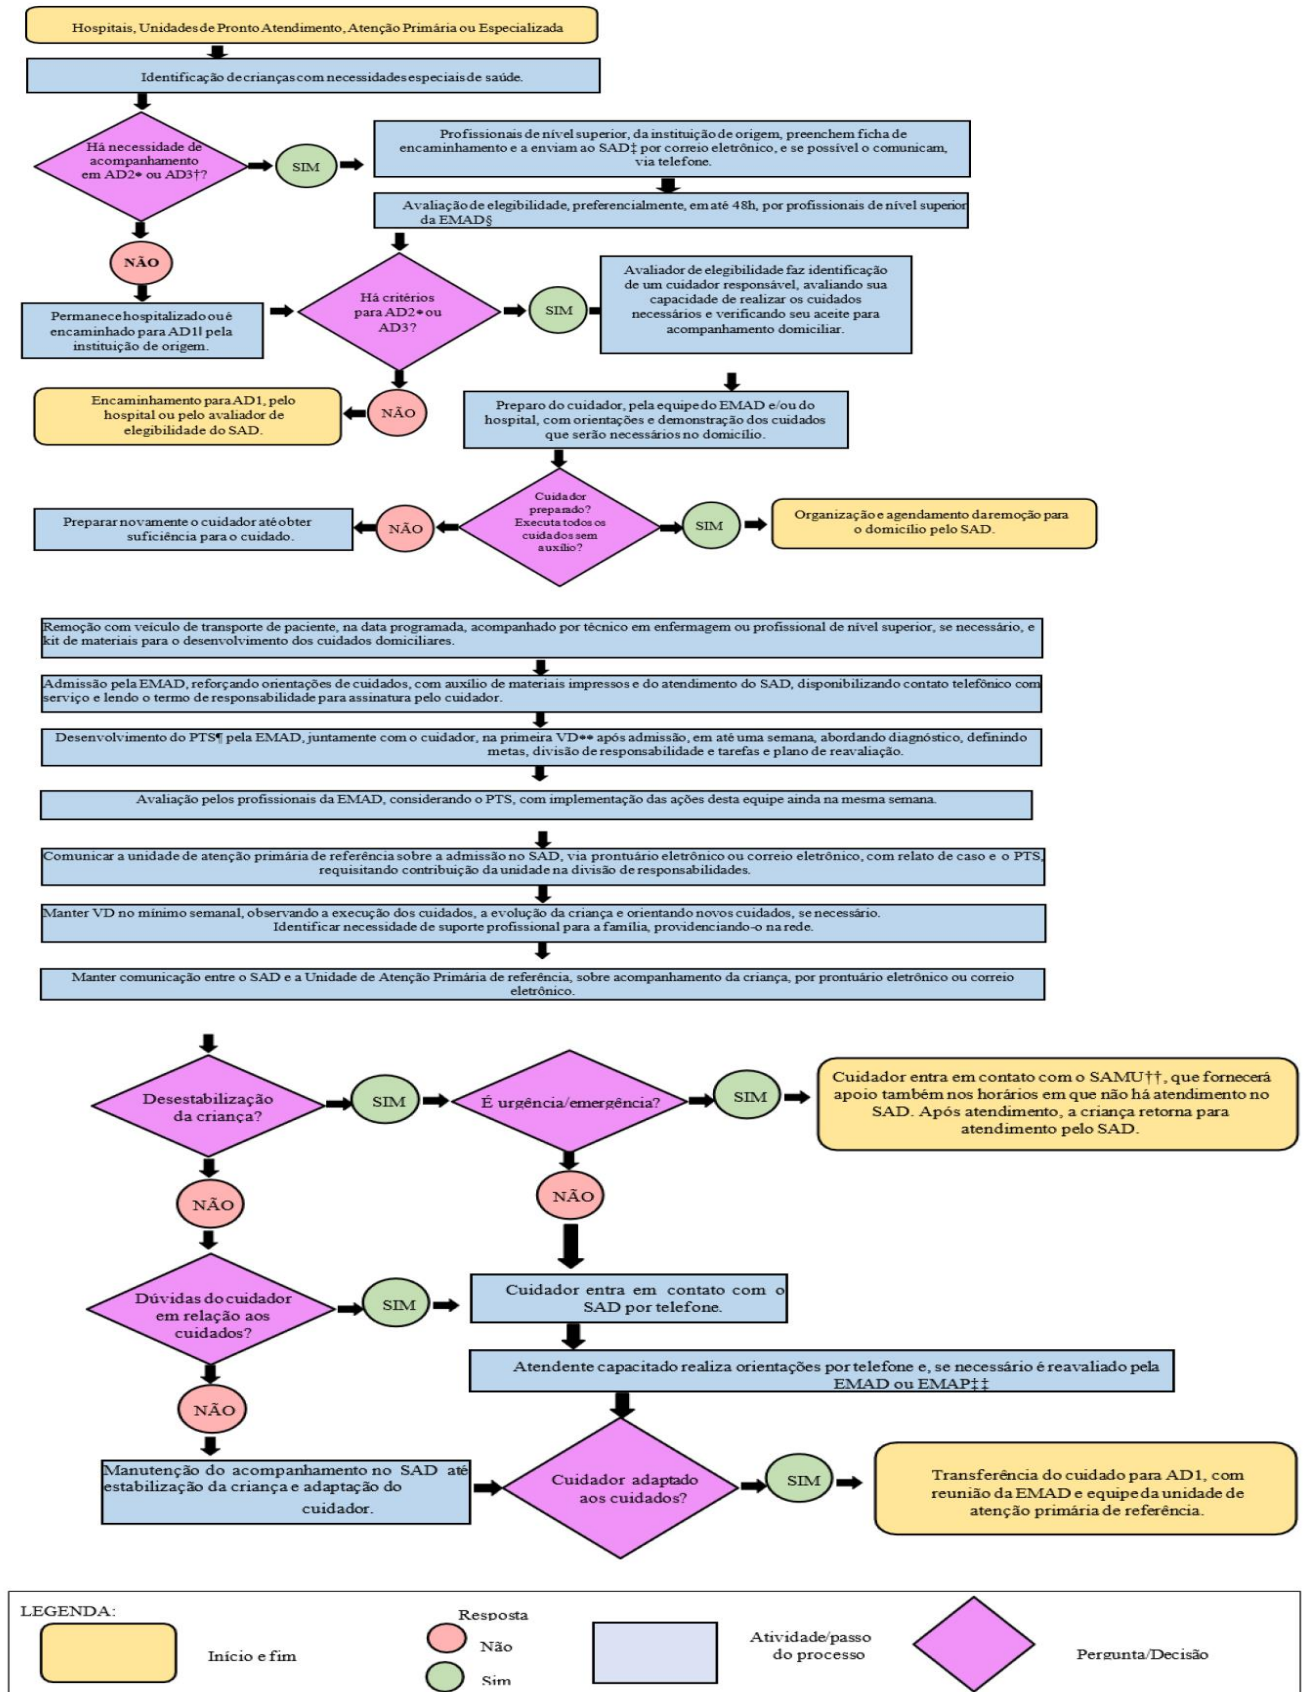 Hospitais, Unidades de Pronto Atendimento, Atenção Primária ou Especializada
Identificação de crianças com necessidades especiais de saúde.
Há necessidade de
acompanhamento
em AD2* ou AD3†?
SIM
Profissionais de nível superior, da instituição de origem, preenchem ficha de
encaminhamento e a enviam ao SAD‡ por correio eletrônico, e se possível o comunicam,
via telefone.
Avaliação de elegibilidade, preferencialmente, em até 48h, por profissionais de nível superior
da EMAD§
NÃO
Permanece hospitalizado ou é
encaminhado para AD1‖ pela
instituição de origem.
Há critérios
para AD2* ou
AD3?
SIM
Avaliador de elegibilidade faz identificação
de um cuidador responsável, avaliando sua
capacidade de realizar os cuidados
necessários e verificando seu aceite para
acompanhamento domiciliar.
NÃO
Encaminhamento para AD1, pelo
hospital ou pelo avaliador de
elegibilidade do SAD.
Preparo do cuidador, pela equipe do EMAD e/ou do
hospital, com orientações e demonstração dos cuidados
que serão necessários no domicílio.
Cuidador
preparado?
Executa todos os
cuidados sem
auxílio?
NÃO
Preparar novamente o cuidador até obter
suficiência para o cuidado.
SIM
Organização e agendamento da remoção para
o domicílio pelo SAD.
Remoção com veículo de transporte de paciente, na data programada, acompanhado por técnico em enfermagem ou profissional de nível superior, se necessário, e
kit de materiais para o desenvolvimento dos cuidados domiciliares.
Admissão pela EMAD, reforçando orientações de cuidados, com auxílio de materiais impressos e do atendimento do SAD, disponibilizando contato telefônico com
serviço e lendo o termo de responsabilidade para assinatura pelo cuidador.
Desenvolvimento do PTS¶ pela EMAD, juntamente com o cuidador, na primeira VD** após admissão, em até uma semana, abordando diagnóstico, definindo
metas, divisão de responsabilidade e tarefas e plano de reavaliação.
Avaliação pelos profissionais da EMAD, considerando o PTS, com implementação das ações desta equipe ainda na mesma semana.
Comunicar a unidade de atenção primária de referência sobre a admissão no SAD, via prontuário eletrônico ou correio eletrônico, com relato de caso e o PTS,
requisitando contribuição da unidade na divisão de responsabilidades.
Manter VD no mínimo semanal, observando a execução dos cuidados, a evolução da criança e orientando novos cuidados, se necessário.
Identificar necessidade de suporte profissional para a família, providenciando-o na rede.
Manter comunicação entre o SAD e a Unidade de Atenção Primária de referência, sobre acompanhamento da criança, por prontuário eletrônico ou correio
eletrônico.
Desestabilização
da criança?
SIM
É urgência/emergência?
SIM
Cuidador entra em contato com o SAMU††, que fornecerá
apoio também nos horários em que não há atendimento no
SAD. Após atendimento, a criança retorna para
atendimento pelo SAD.
NÃO
NÃO
Dúvidas do cuidador
em relação aos
cuidados?
SIM
Cuidador entra em contato com o
SAD por telefone.
Atendente capacitado realiza orientações por telefone e, se necessário é reavaliado pela
EMAD ou EMAP‡‡
NÃO
Manutenção do acompanhamento no SAD até
estabilização da criança e adaptação do
cuidador.
Cuidador adaptado
aos cuidados?
SIM
Transferência do cuidado para AD1, com
reunião da EMAD e equipe da unidade de
atenção primária de referência.
LEGENDA:
Início e fim
Resposta
Não
Sim
Atividade/passo
do processo
Pergunta/Decisão